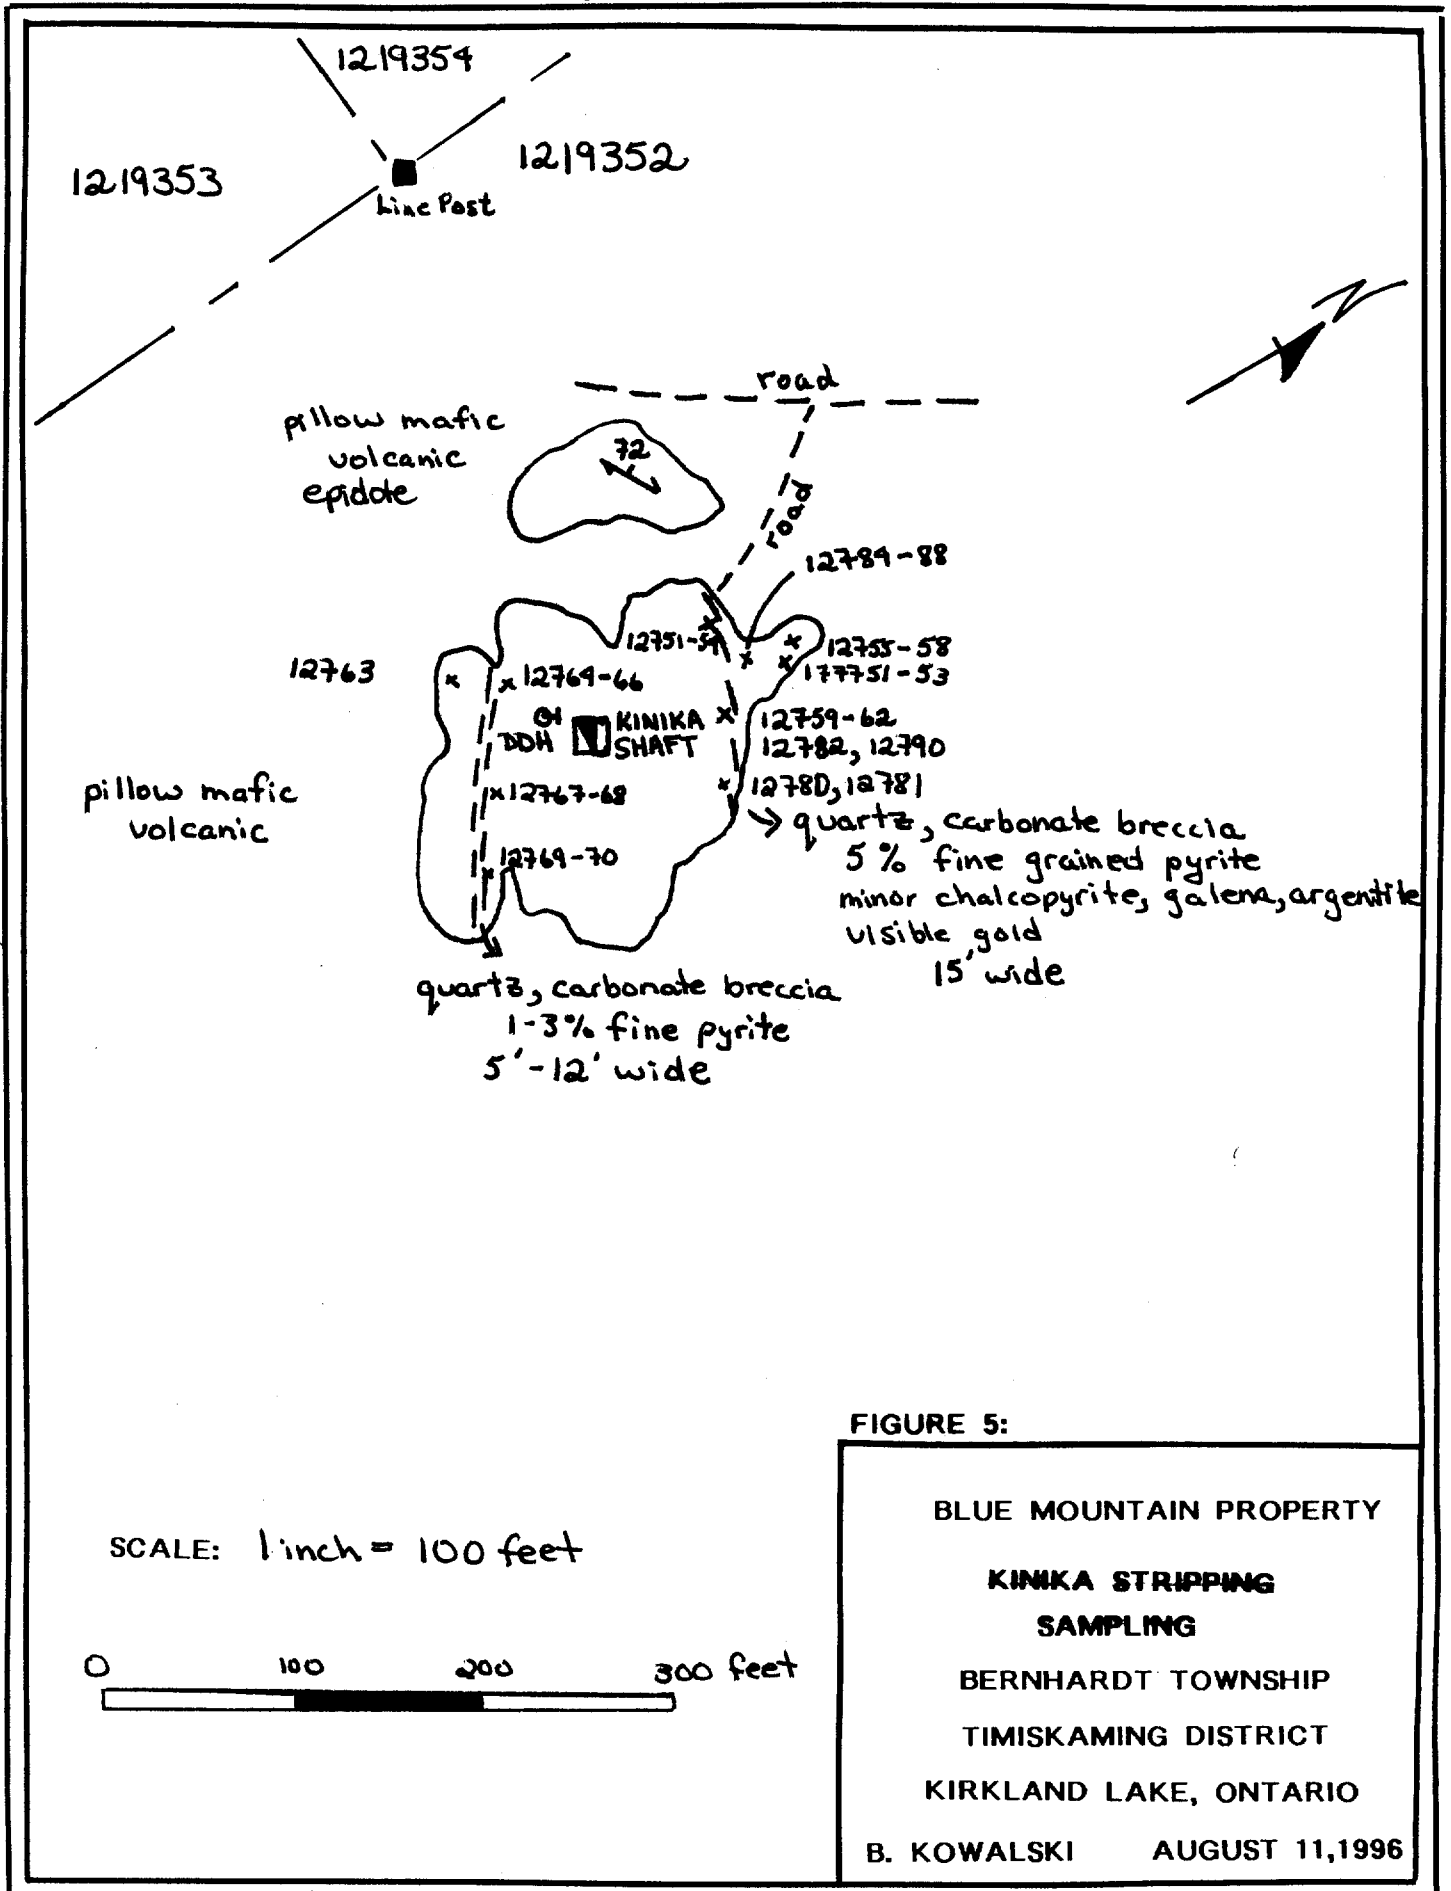 1219354
1219353
1219352
Line Post
road
pillow mafic
volcanic
epidote
72
road
12784-88
12751-54
12755-58
177751-53
12763
12764-66
DDH
KINIKA
SHAFT
12759-62
12782, 12790
12780, 12781
pillow mafic
volcanic
12767-68
12769-70
quartz, carbonate breccia
5% fine grained pyrite
minor chalcopyrite, galena, argentite
visible gold
15' wide
quartz, carbonate breccia
1-3% fine pyrite
5'-12' wide
FIGURE 5:
BLUE MOUNTAIN PROPERTY
KINIKA STRIPPING
SAMPLING
BERNHARDT TOWNSHIP
TIMISKAMING DISTRICT
KIRKLAND LAKE, ONTARIO
B. KOWALSKI AUGUST 11,1996
SCALE: 1 inch = 100 feet
0 100 200 300 feet